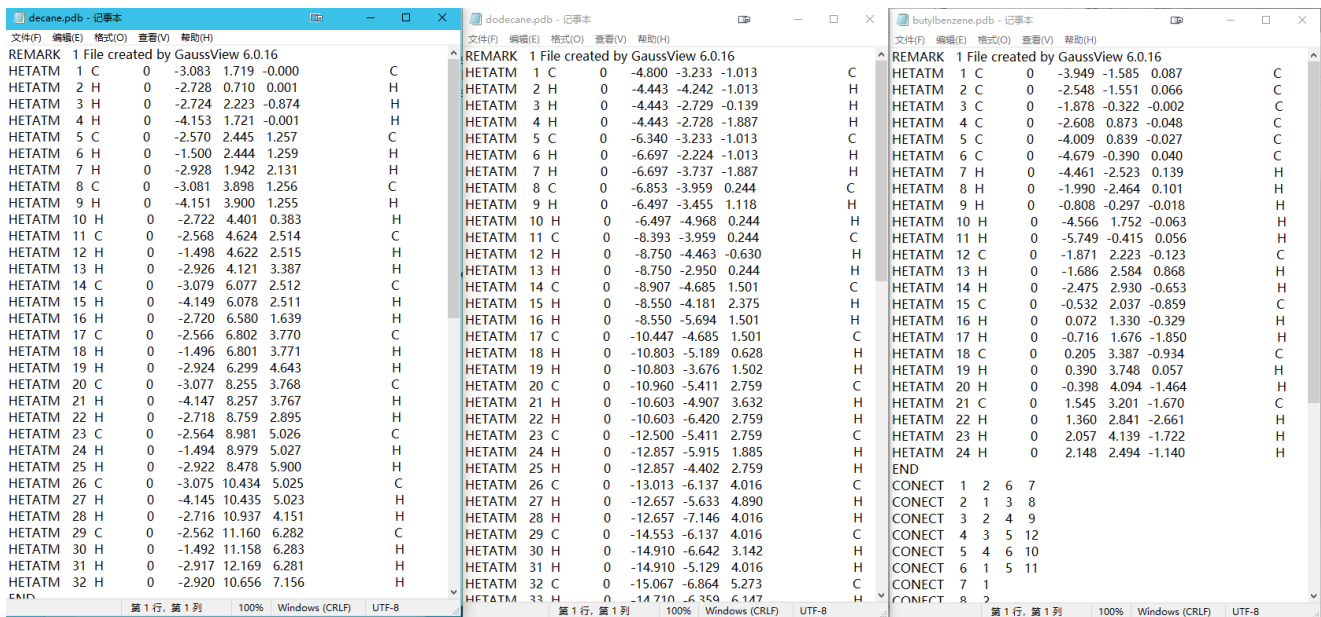 decane.pdb - 记事本
文件(F) 编辑(E) 格式(O) 查看(V) 帮助(H)
REMARK 1 File created by GaussView 6.0.16
HETATM 1 C 0 -3.083 1.719 -0.000 C
HETATM 2 H 0 -2.728 0.710 0.001 H
HETATM 3 H 0 -2.724 2.223 -0.874 H
HETATM 4 H 0 -4.153 1.721 -0.001 H
HETATM 5 C 0 -2.570 2.445 1.257 C
HETATM 6 H 0 -1.500 2.444 1.259 H
HETATM 7 H 0 -2.928 1.942 2.131 H
HETATM 8 C 0 -3.081 3.898 1.256 C
HETATM 9 H 0 -4.151 3.900 1.255 H
HETATM 10 H 0 -2.722 4.401 0.383 H
HETATM 11 C 0 -2.568 4.624 2.514 C
HETATM 12 H 0 -1.498 4.622 2.515 H
HETATM 13 H 0 -2.926 4.121 3.387 H
HETATM 14 C 0 -3.079 6.077 2.512 C
HETATM 15 H 0 -4.149 6.078 2.511 H
HETATM 16 H 0 -2.720 6.580 1.639 H
HETATM 17 C 0 -2.566 6.802 3.770 C
HETATM 18 H 0 -1.496 6.801 3.771 H
HETATM 19 H 0 -2.924 6.299 4.643 H
HETATM 20 C 0 -3.077 8.255 3.768 C
HETATM 21 H 0 -4.147 8.257 3.767 H
HETATM 22 H 0 -2.718 8.759 2.895 H
HETATM 23 C 0 -2.564 8.981 5.026 C
HETATM 24 H 0 -1.494 8.979 5.027 H
HETATM 25 H 0 -2.922 8.478 5.900 H
HETATM 26 C 0 -3.075 10.434 5.025 C
HETATM 27 H 0 -4.145 10.435 5.023 H
HETATM 28 H 0 -2.716 10.937 4.151 H
HETATM 29 C 0 -2.562 11.160 6.282 C
HETATM 30 H 0 -1.492 11.158 6.283 H
HETATM 31 H 0 -2.917 12.169 6.281 H
HETATM 32 H 0 -2.920 10.656 7.156 H
END
第 1 行, 第 1 列 100% Windows (CRLF) UTF-8
dodecane.pdb - 记事本
文件(F) 编辑(E) 格式(O) 查看(V) 帮助(H)
REMARK 1 File created by GaussView 6.0.16
HETATM 1 C 0 -4.800 -3.233 -1.013 C
HETATM 2 H 0 -4.443 -4.242 -1.013 H
HETATM 3 H 0 -4.443 -2.729 -0.139 H
HETATM 4 H 0 -4.443 -2.728 -1.887 H
HETATM 5 C 0 -6.340 -3.233 -1.013 C
HETATM 6 H 0 -6.697 -2.224 -1.013 H
HETATM 7 H 0 -6.697 -3.737 -1.887 H
HETATM 8 C 0 -6.853 -3.959 0.244 C
HETATM 9 H 0 -6.497 -3.455 1.118 H
HETATM 10 H 0 -6.497 -4.968 0.244 H
HETATM 11 C 0 -8.393 -3.959 0.244 C
HETATM 12 H 0 -8.750 -4.463 -0.630 H
HETATM 13 H 0 -8.750 -2.950 0.244 H
HETATM 14 C 0 -8.907 -4.685 1.501 C
HETATM 15 H 0 -8.550 -4.181 2.375 H
HETATM 16 H 0 -8.550 -5.694 1.501 H
HETATM 17 C 0 -10.447 -4.685 1.501 C
HETATM 18 H 0 -10.803 -5.189 0.628 H
HETATM 19 H 0 -10.803 -3.676 1.502 H
HETATM 20 C 0 -10.960 -5.411 2.759 C
HETATM 21 H 0 -10.603 -4.907 3.632 H
HETATM 22 H 0 -10.603 -6.420 2.759 H
HETATM 23 C 0 -12.500 -5.411 2.759 C
HETATM 24 H 0 -12.857 -5.915 1.885 H
HETATM 25 H 0 -12.857 -4.402 2.759 H
HETATM 26 C 0 -13.013 -6.137 4.016 C
HETATM 27 H 0 -12.657 -5.633 4.890 H
HETATM 28 H 0 -12.657 -7.146 4.016 H
HETATM 29 C 0 -14.553 -6.137 4.016 C
HETATM 30 H 0 -14.910 -6.642 3.142 H
HETATM 31 H 0 -14.910 -5.129 4.016 H
HETATM 32 C 0 -15.067 -6.864 5.273 C
HETATM 33 H 0 -14.710 -6.359 6.147 H
第 1 行, 第 1 列 100% Windows (CRLF) UTF-8
butylbenzene.pdb - 记事本
文件(F) 编辑(E) 格式(O) 查看(V) 帮助(H)
REMARK 1 File created by GaussView 6.0.16
HETATM 1 C 0 -3.949 -1.585 0.087 C
HETATM 2 C 0 -2.548 -1.551 0.066 C
HETATM 3 C 0 -1.878 -0.322 -0.002 C
HETATM 4 C 0 -2.608 0.873 -0.048 C
HETATM 5 C 0 -4.009 0.839 -0.027 C
HETATM 6 C 0 -4.679 -0.390 0.040 C
HETATM 7 H 0 -4.461 -2.523 0.139 H
HETATM 8 H 0 -1.990 -2.464 0.101 H
HETATM 9 H 0 -0.808 -0.297 -0.018 H
HETATM 10 H 0 -4.566 1.752 -0.063 H
HETATM 11 H 0 -5.749 -0.415 0.056 H
HETATM 12 C 0 -1.871 2.223 -0.123 C
HETATM 13 H 0 -1.686 2.584 0.868 H
HETATM 14 H 0 -2.475 2.930 -0.653 H
HETATM 15 C 0 -0.532 2.037 -0.859 C
HETATM 16 H 0 0.072 1.330 -0.329 H
HETATM 17 H 0 -0.716 1.676 -1.850 H
HETATM 18 C 0 0.205 3.387 -0.934 C
HETATM 19 H 0 0.390 3.748 0.057 H
HETATM 20 H 0 -0.398 4.094 -1.464 H
HETATM 21 C 0 1.545 3.201 -1.670 C
HETATM 22 H 0 1.360 2.841 -2.661 H
HETATM 23 H 0 2.057 4.139 -1.722 H
HETATM 24 H 0 2.148 2.494 -1.140 H
END
CONECT 1 2 6 7
CONECT 2 1 3 8
CONECT 3 2 4 9
CONECT 4 3 5 12
CONECT 5 4 6 10
CONECT 6 1 5 11
CONECT 7 1
CONECT 8 2
第 1 行, 第 1 列 100% Windows (CRLF) UTF-8